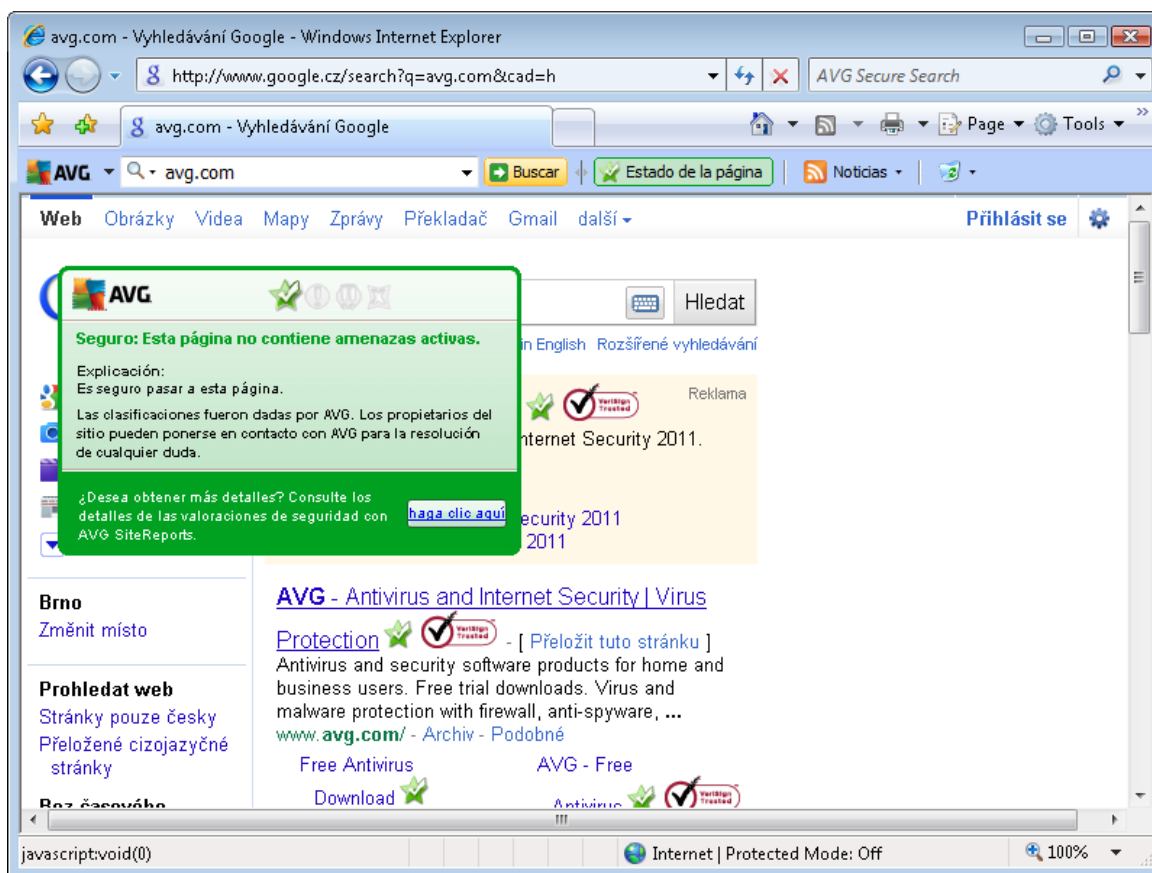 avg.com - Vyhledávání Google - Windows Internet Explorer
http://www.google.cz/search?q=avg.com&cad=h
AVG Secure Search
avg.com - Vyhledávání Google
Page
Tools
AVG
avg.com
Buscar
Estado de la página
Noticias
Web Obrázky Videa Mapy Zprávy Překladač Gmail další
Přihlásit se
AVG
Hledat
Seguro: Esta página no contiene amenazas activas.
in English Rozšířené vyhledávání
Explicación:
Es seguro pasar a esta página.
Las clasificaciones fueron dadas por AVG. Los propietarios del
sitio pueden ponerse en contacto con AVG para la resolución
de cualquier duda.
¿Desea obtener más detalles? Consulte los
detalles de las valoraciones de seguridad con
AVG SiteReports.
haga clic aquí
VeriSign Trusted
Reklama
nternet Security 2011.
ecurity 2011
2011
Brno
Změnit místo
Prohledat web
Stránky pouze česky
Přeložené cizojazyčné
stránky
Bez časového
AVG - Antivirus and Internet Security | Virus
Protection VeriSign Trusted - [ Přeložit tuto stránku ]
Antivirus and security software products for home and
business users. Free trial downloads. Virus and
malware protection with firewall, anti-spyware, ...
www.avg.com/ - Archiv - Podobné
Free Antivirus
Download
AVG - Free
Antivirus VeriSign Trusted
javascript:void(0)
Internet | Protected Mode: Off
100%